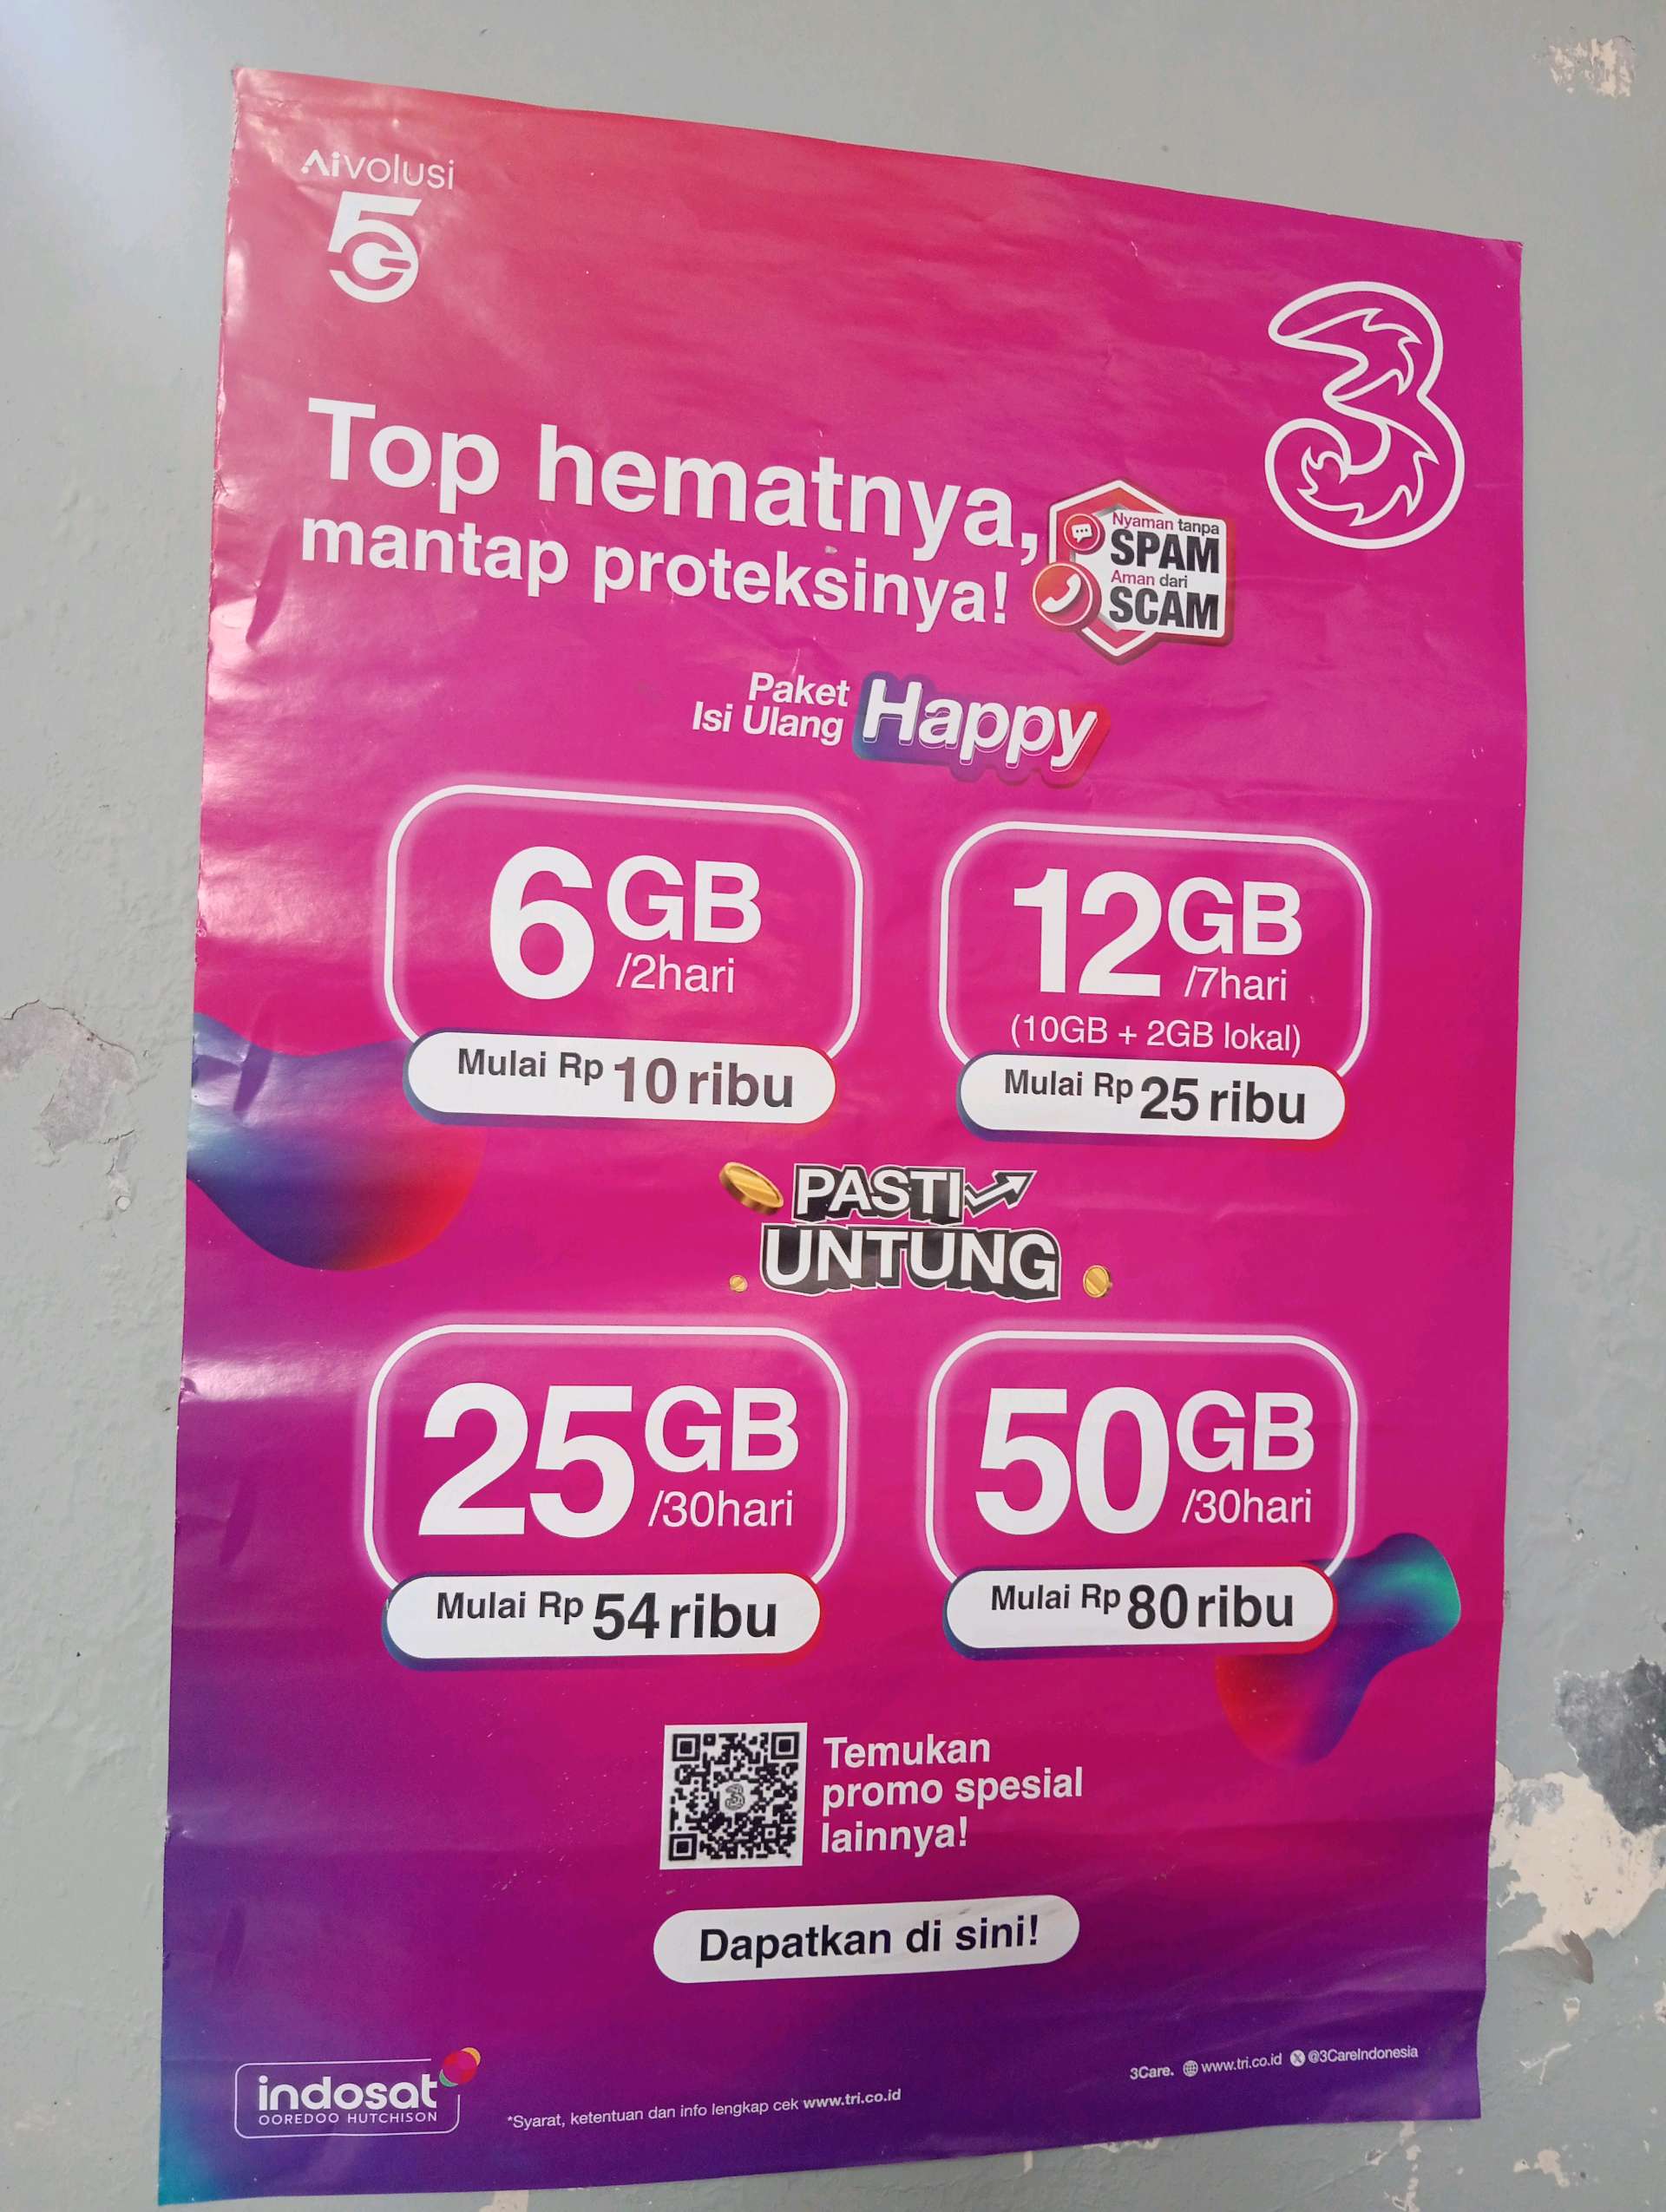 Aivolusi
5G
3
Top hematnya,
mantap proteksinya!
Nyaman tanpa
SPAM
Aman dari
SCAM
Paket
Isi Ulang
Happy
6GB
/2hari
Mulai Rp 10 ribu
12GB
/7hari
(10GB + 2GB lokal)
Mulai Rp 25 ribu
PASTI
UNTUNG
25GB
/30hari
Mulai Rp 54 ribu
50GB
/30hari
Mulai Rp 80 ribu
3
Temukan
promo spesial
lainnya!
Dapatkan di sini!
indosat
OOREDOO HUTCHISON
*Syarat, ketentuan dan info lengkap cek www.tri.co.id
3Care. www.tri.co.id X @3CareIndonesia